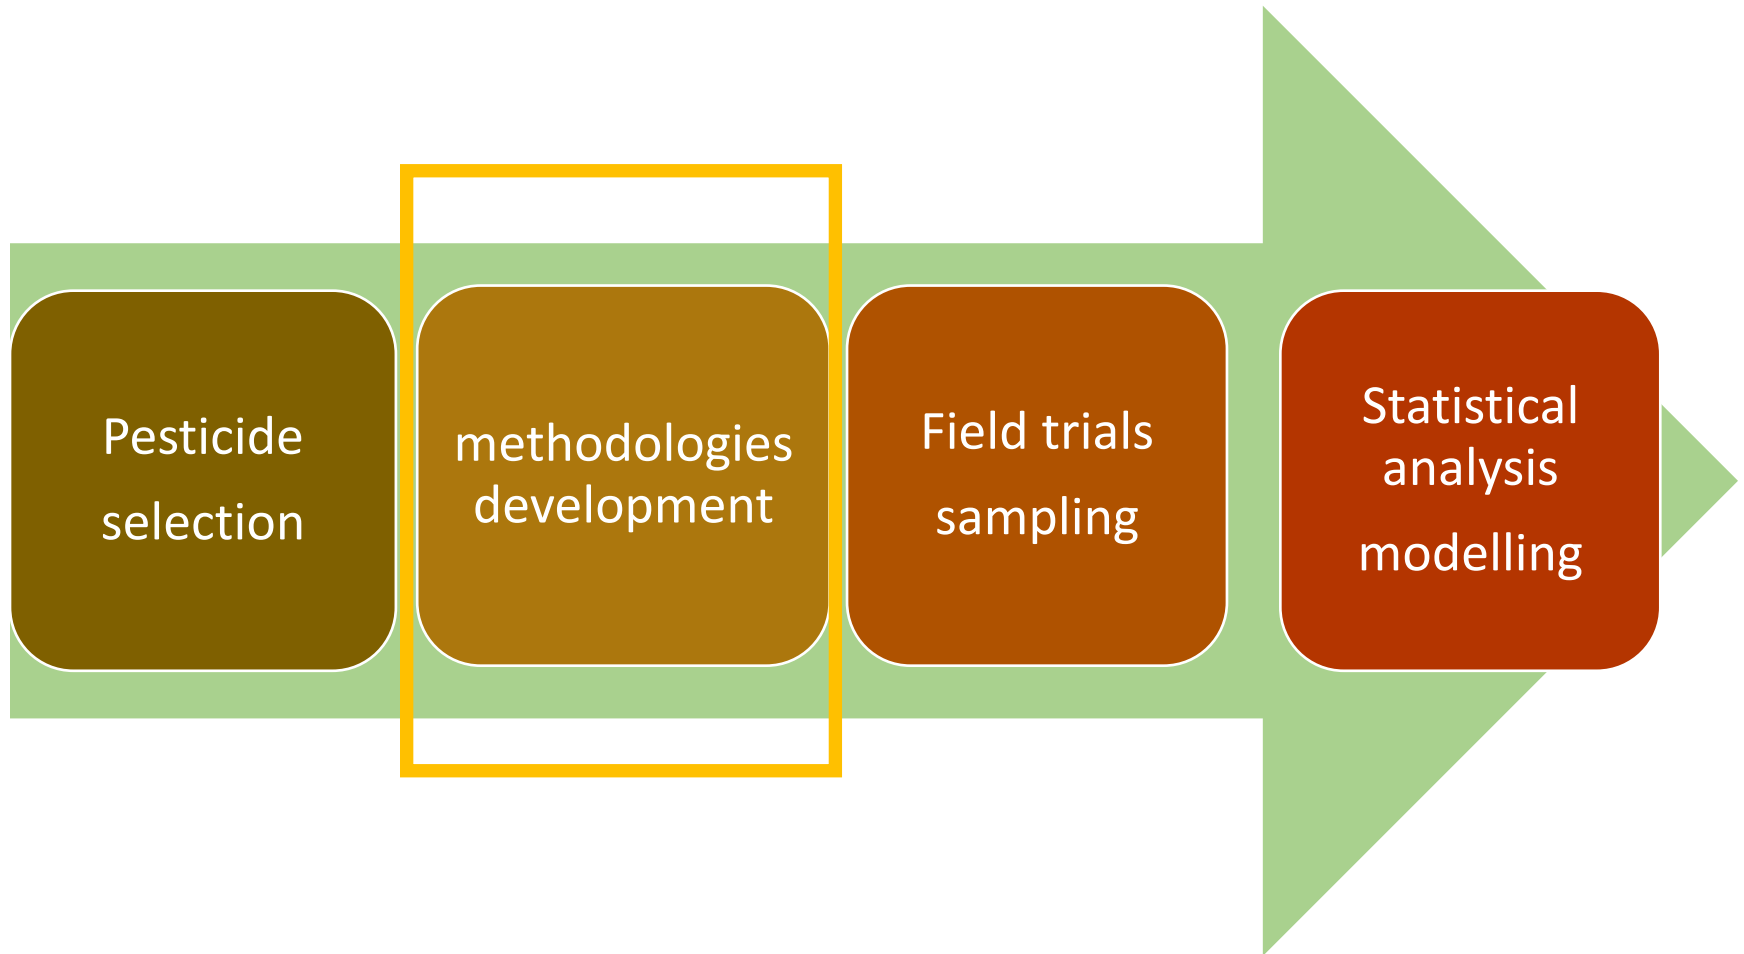 Pesticide
selection
methodologies
development
Field trials
sampling
Statistical
analysis
modelling